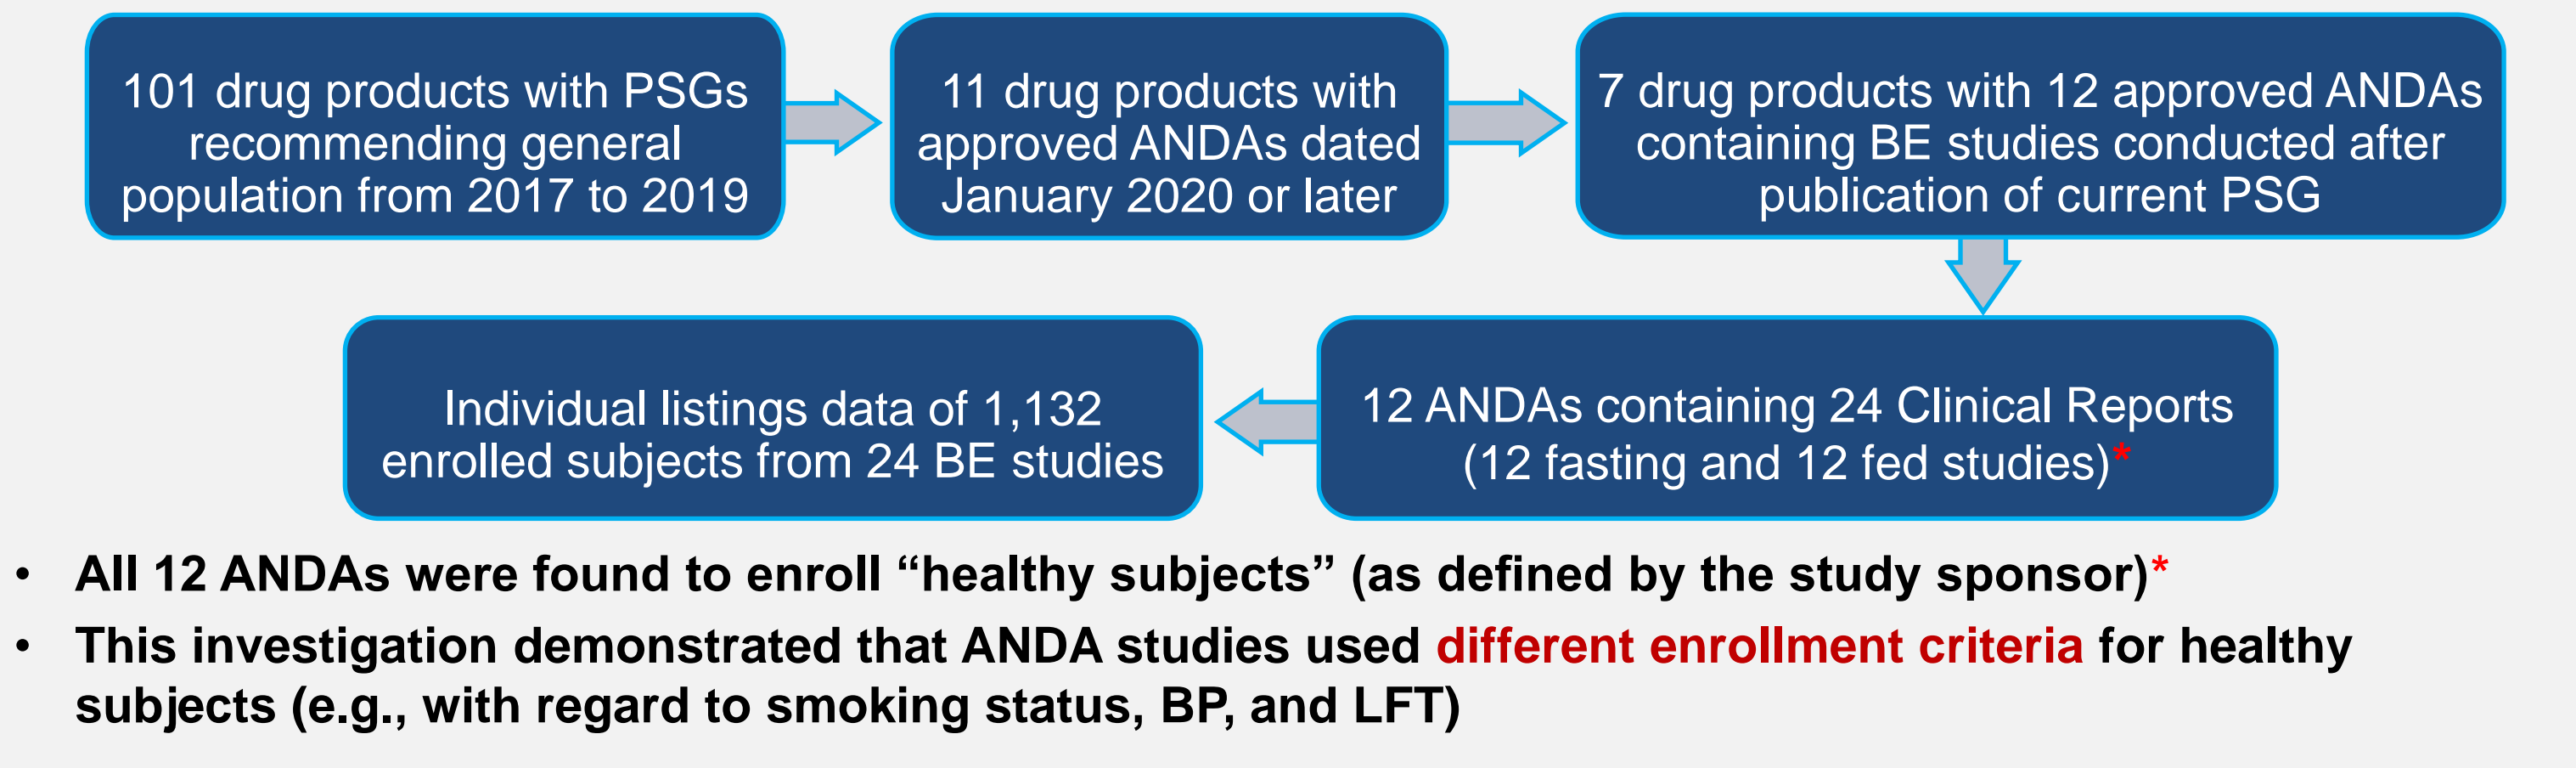 101 drug products with PSGs
recommending general
population from 2017 to 2019
11 drug products with
approved ANDAs dated
January 2020 or later
7 drug products with 12 approved ANDAs
containing BE studies conducted after
publication of current PSG
12 ANDAs containing 24 Clinical Reports
(12 fasting and 12 fed studies)*
Individual listings data of 1,132
enrolled subjects from 24 BE studies
• All 12 ANDAs were found to enroll “healthy subjects” (as defined by the study sponsor)*
• This investigation demonstrated that ANDA studies used different enrollment criteria for healthy
subjects (e.g., with regard to smoking status, BP, and LFT)